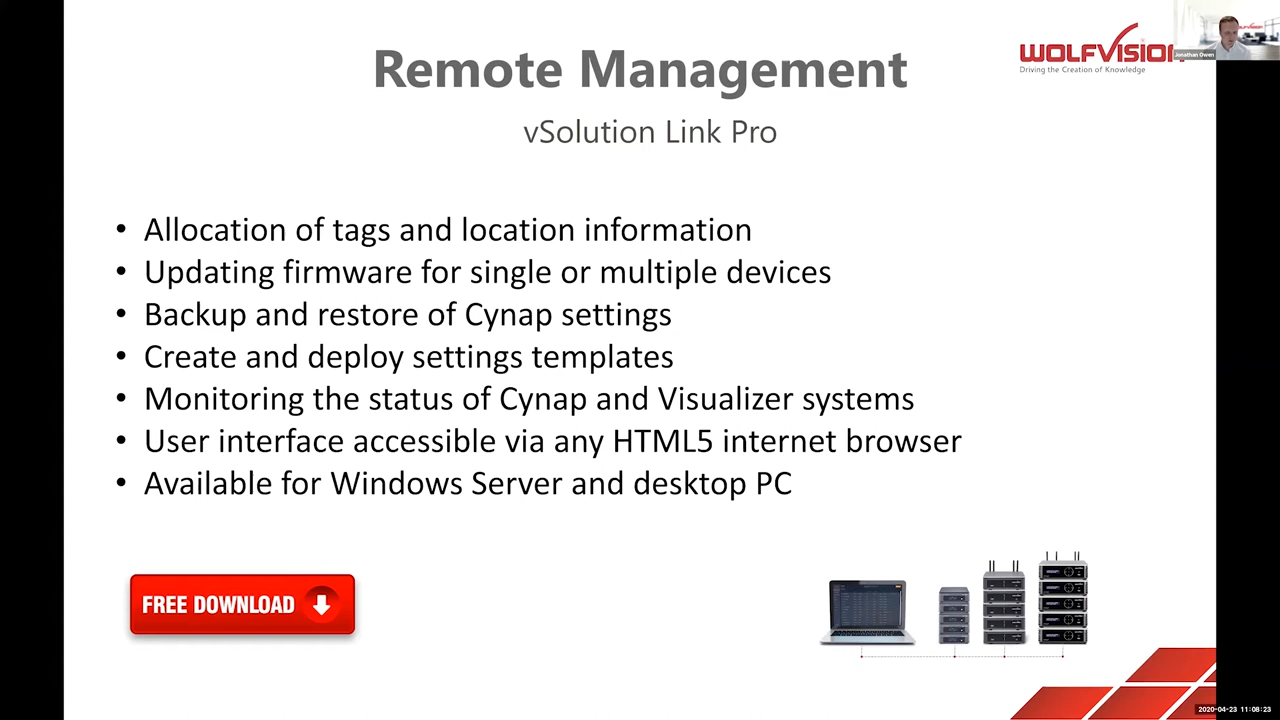 Remote Management
WOLFVISION
Driving the Creation of Knowledge
Jonathan Owen
vSolution Link Pro
• Allocation of tags and location information
• Updating firmware for single or multiple devices
• Backup and restore of Cynap settings
• Create and deploy settings templates
• Monitoring the status of Cynap and Visualizer systems
• User interface accessible via any HTML5 internet browser
• Available for Windows Server and desktop PC
FREE DOWNLOAD
2020-04-23 11:08:23